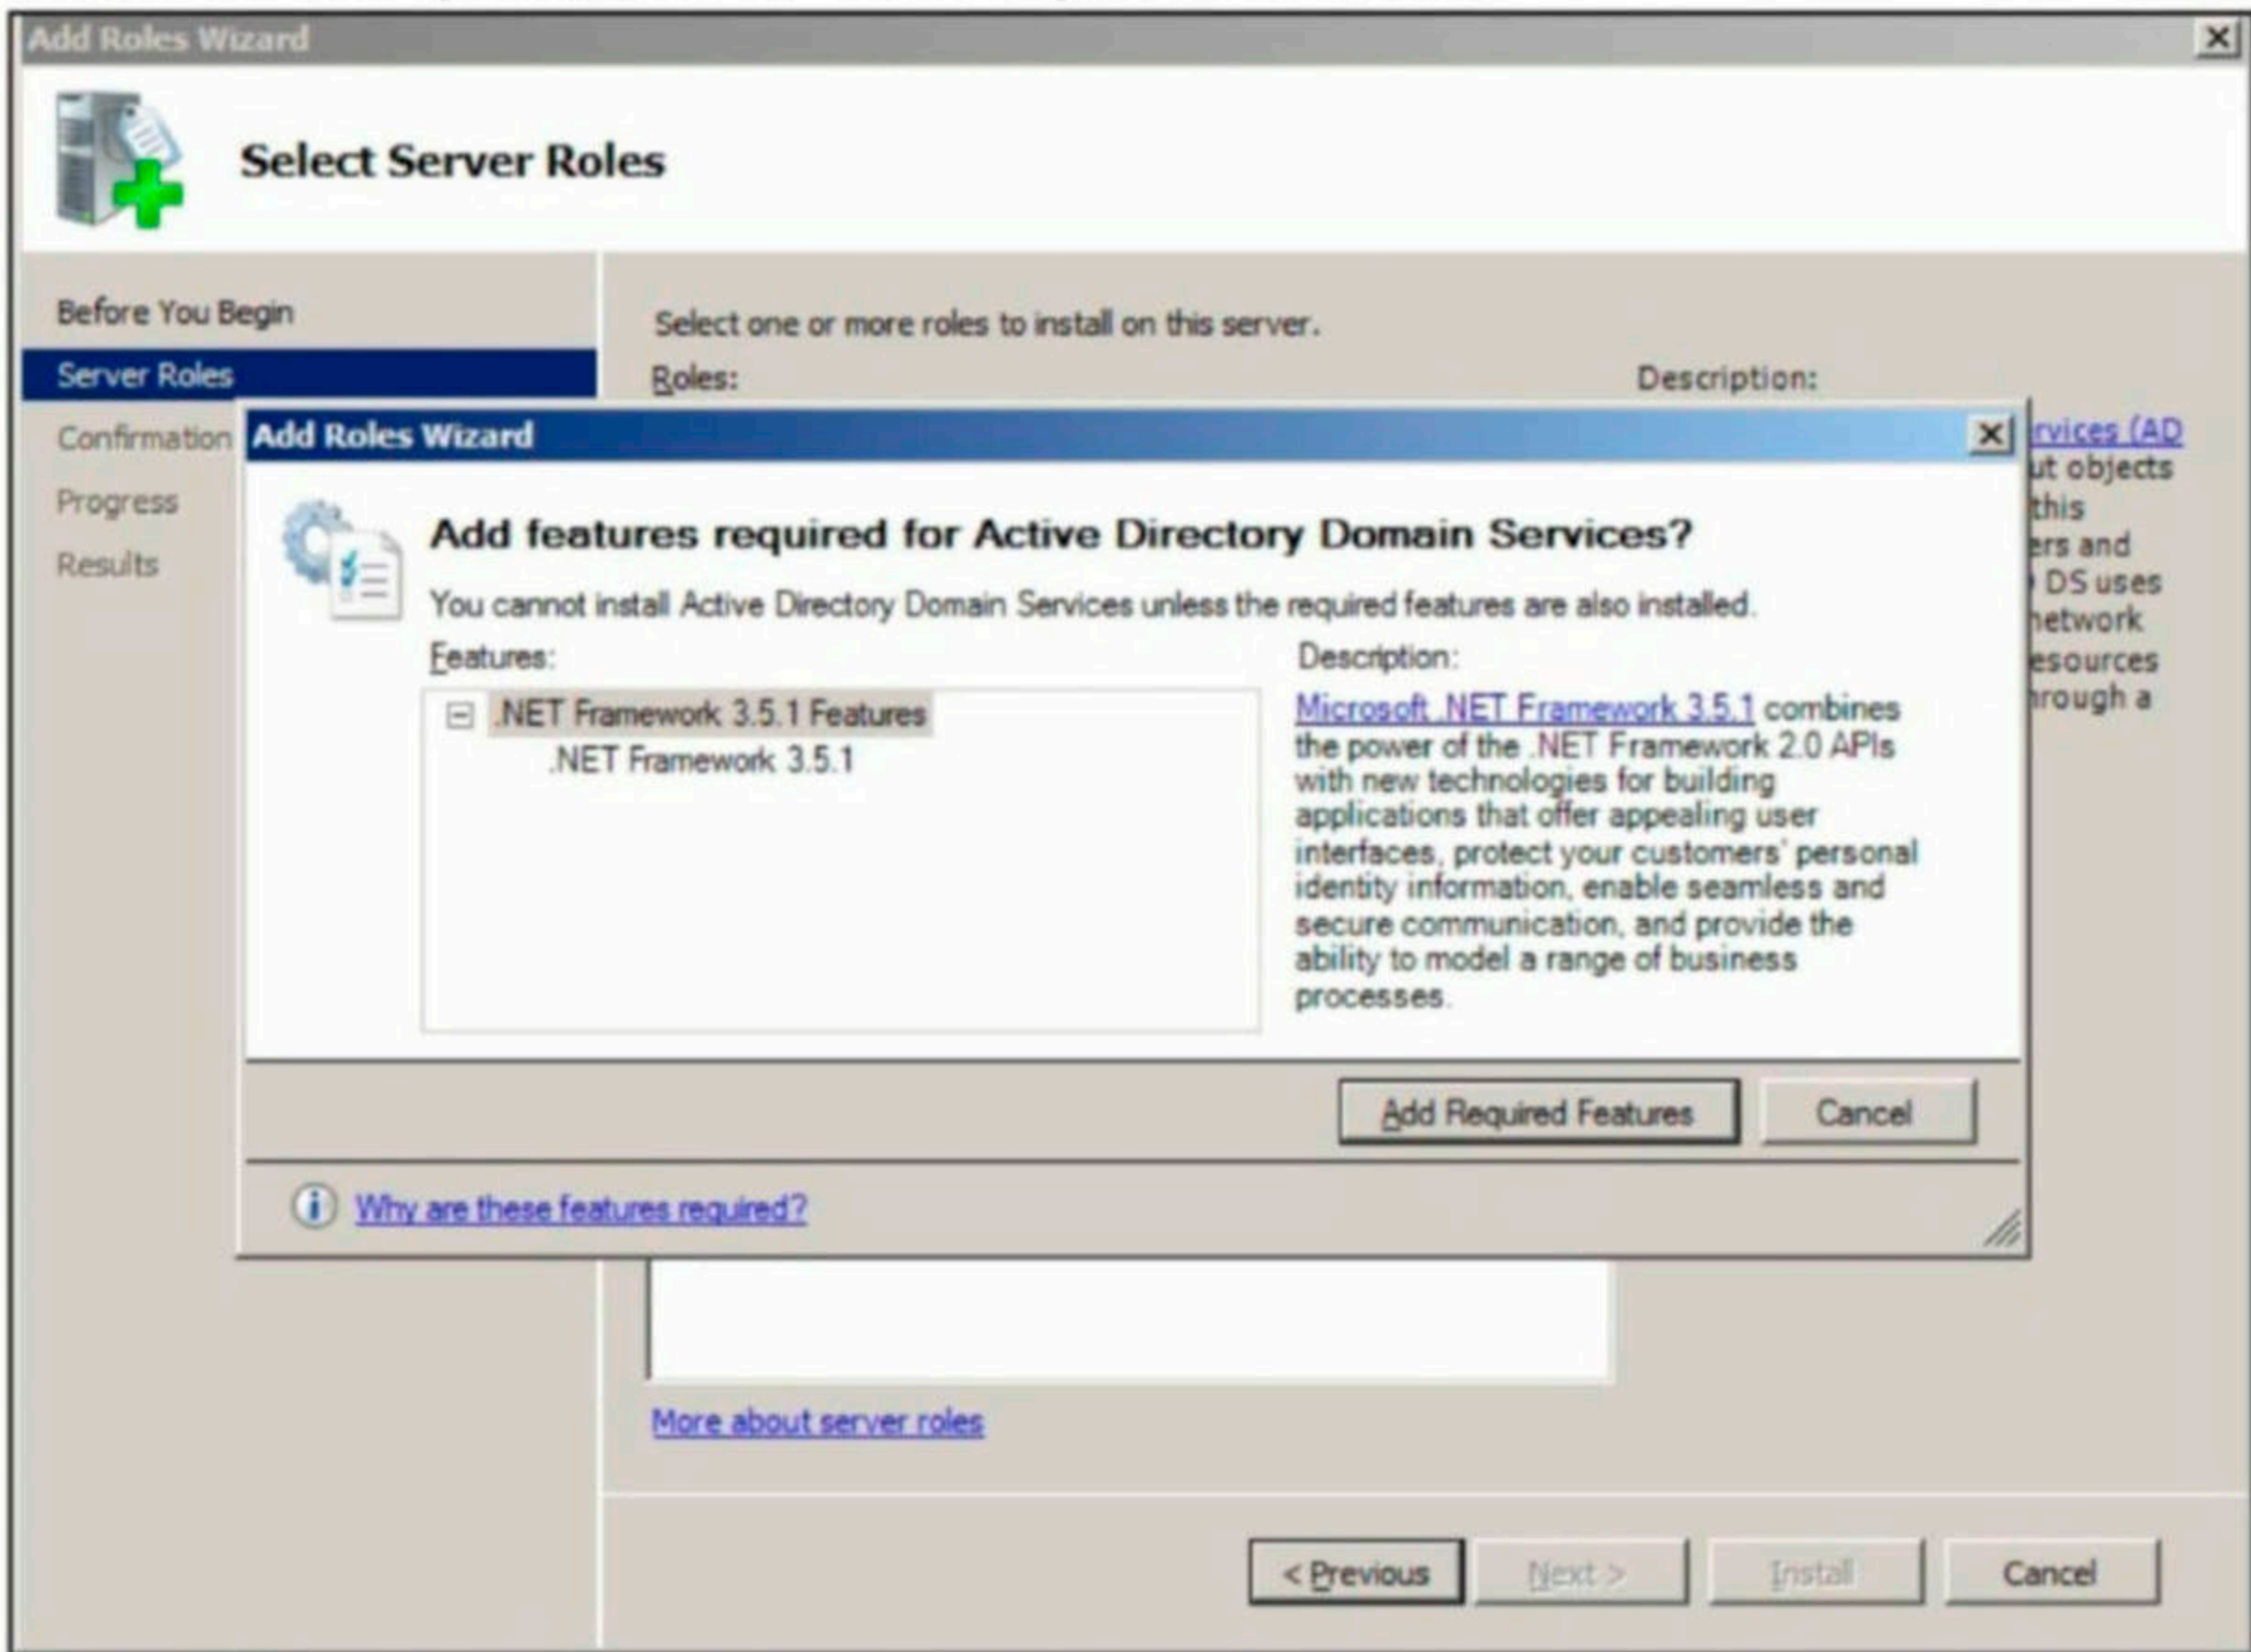 Add Roles Wizard
Select Server Roles
Before You Begin
Server Roles
Confirmation
Progress
Results
Select one or more roles to install on this server.
Roles:
Description:
rvices (AD
ut objects
this
ers and
DS uses
network
esources
hrough a
Add Roles Wizard
Add features required for Active Directory Domain Services?
You cannot install Active Directory Domain Services unless the required features are also installed.
Features:
.NET Framework 3.5.1 Features
.NET Framework 3.5.1
Description:
Microsoft .NET Framework 3.5.1 combines
the power of the .NET Framework 2.0 APIs
with new technologies for building
applications that offer appealing user
interfaces, protect your customers' personal
identity information, enable seamless and
secure communication, and provide the
ability to model a range of business
processes.
Add Required Features
Cancel
Why are these features required?
More about server roles
< Previous
Next >
Install
Cancel